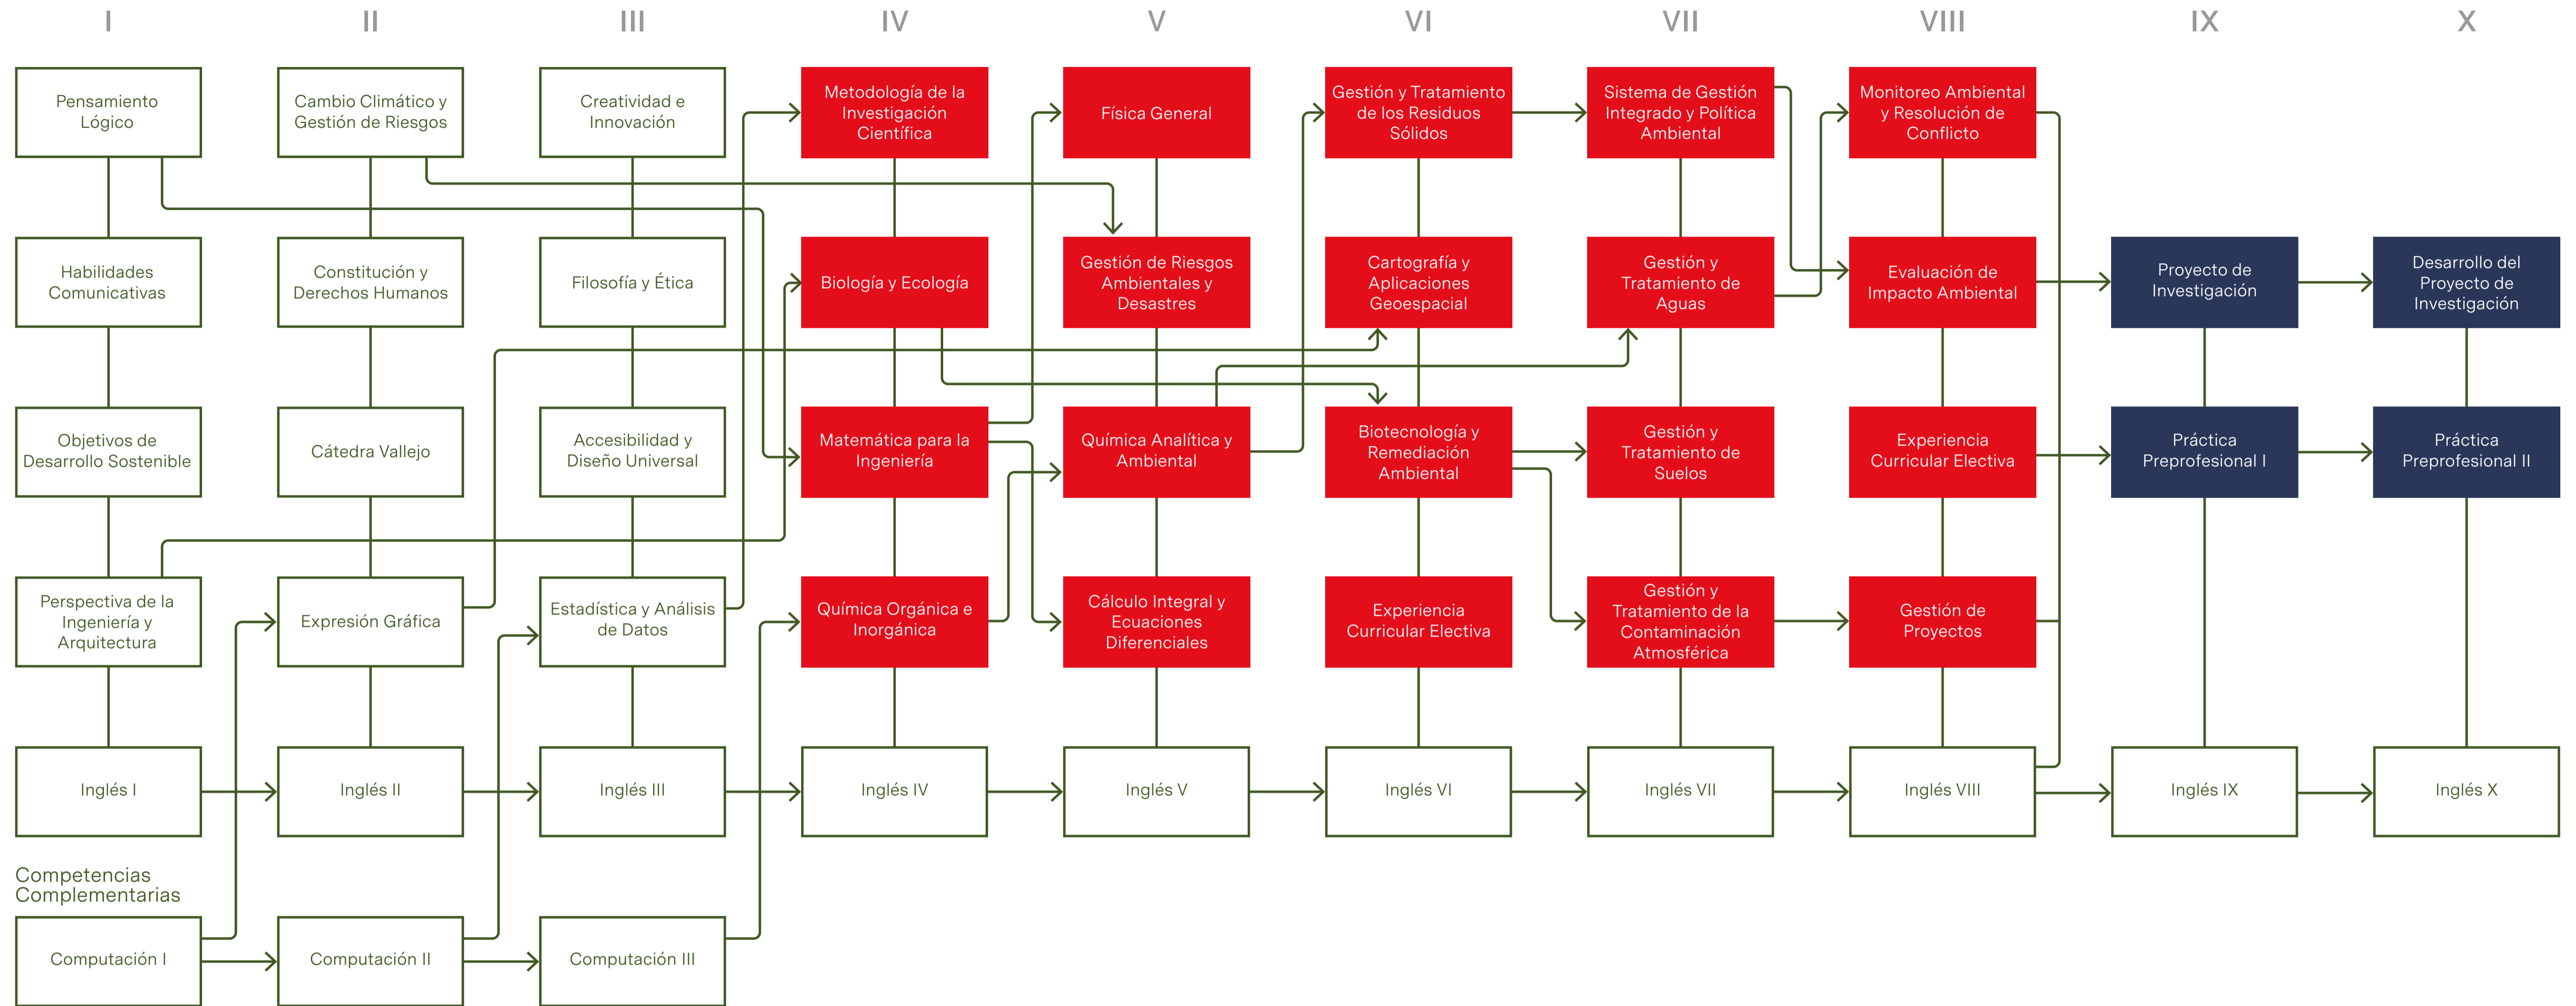 I
II
III
IV
V
VI
VII
VIII
IX
X
Pensamiento
Lógico
Cambio Climático y
Gestión de Riesgos
Creatividad e
Innovación
Metodología de la
Investigación
Científica
Física General
Gestión y Tratamiento
de los Residuos
Sólidos
Sistema de Gestión
Integrado y Política
Ambiental
Monitoreo Ambiental
y Resolución de
Conflicto
Habilidades
Comunicativas
Constitución y
Derechos Humanos
Filosofía y Ética
Biología y Ecología
Gestión de Riesgos
Ambientales y
Desastres
Cartografía y
Aplicaciones
Geoespacial
Gestión y
Tratamiento de
Aguas
Evaluación de
Impacto Ambiental
Proyecto de
Investigación
Desarrollo del
Proyecto de
Investigación
Objetivos de
Desarrollo Sostenible
Cátedra Vallejo
Accesibilidad y
Diseño Universal
Matemática para la
Ingeniería
Química Analítica y
Ambiental
Biotecnología y
Remediación
Ambiental
Gestión y
Tratamiento de
Suelos
Experiencia
Curricular Electiva
Práctica
Preprofesional I
Práctica
Preprofesional II
Perspectiva de la
Ingeniería y
Arquitectura
Expresión Gráfica
Estadística y Análisis
de Datos
Química Orgánica e
Inorgánica
Cálculo Integral y
Ecuaciones
Diferenciales
Experiencia
Curricular Electiva
Gestión y
Tratamiento de la
Contaminación
Atmosférica
Gestión de
Proyectos
Inglés I
Inglés II
Inglés III
Inglés IV
Inglés V
Inglés VI
Inglés VII
Inglés VIII
Inglés IX
Inglés X
Competencias
Complementarias
Computación I
Computación II
Computación III